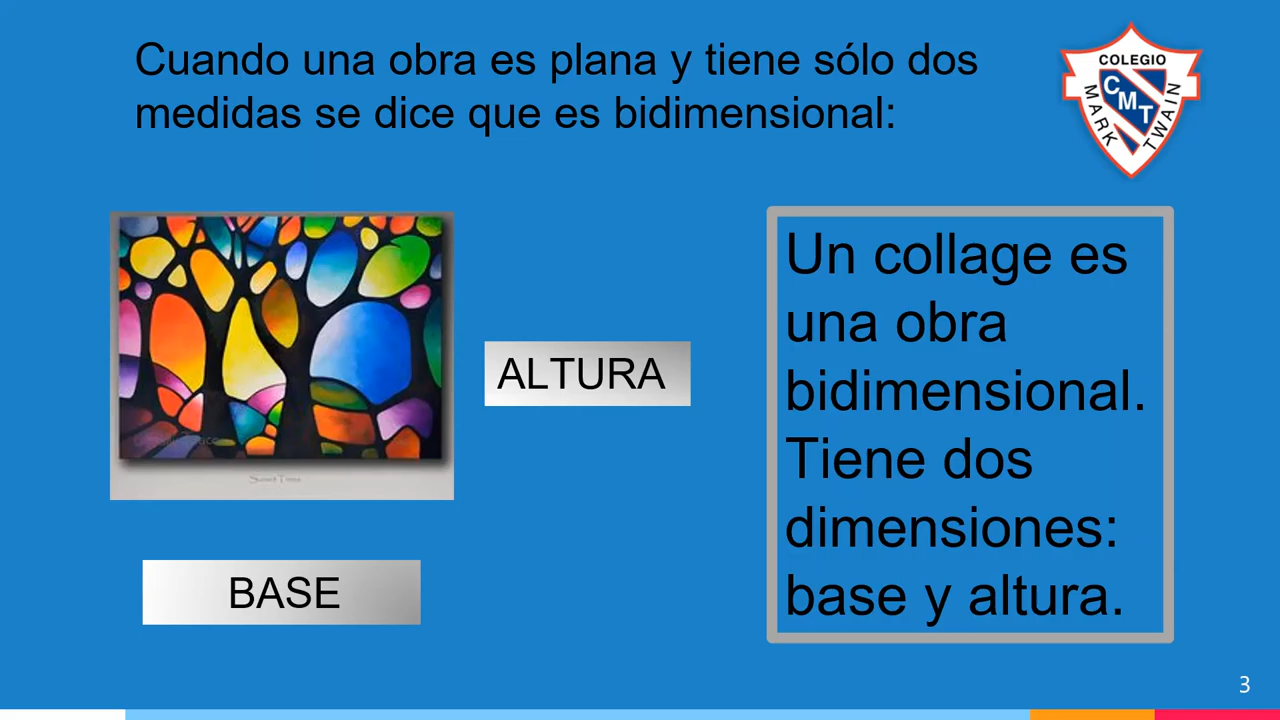 Cuando una obra es plana y tiene sólo dos
medidas se dice que es bidimensional:
COLEGIO
CMT
MARK
TWAIN
Un collage es
una obra
bidimensional.
Tiene dos
dimensiones:
base y altura.
ALTURA
BASE
3